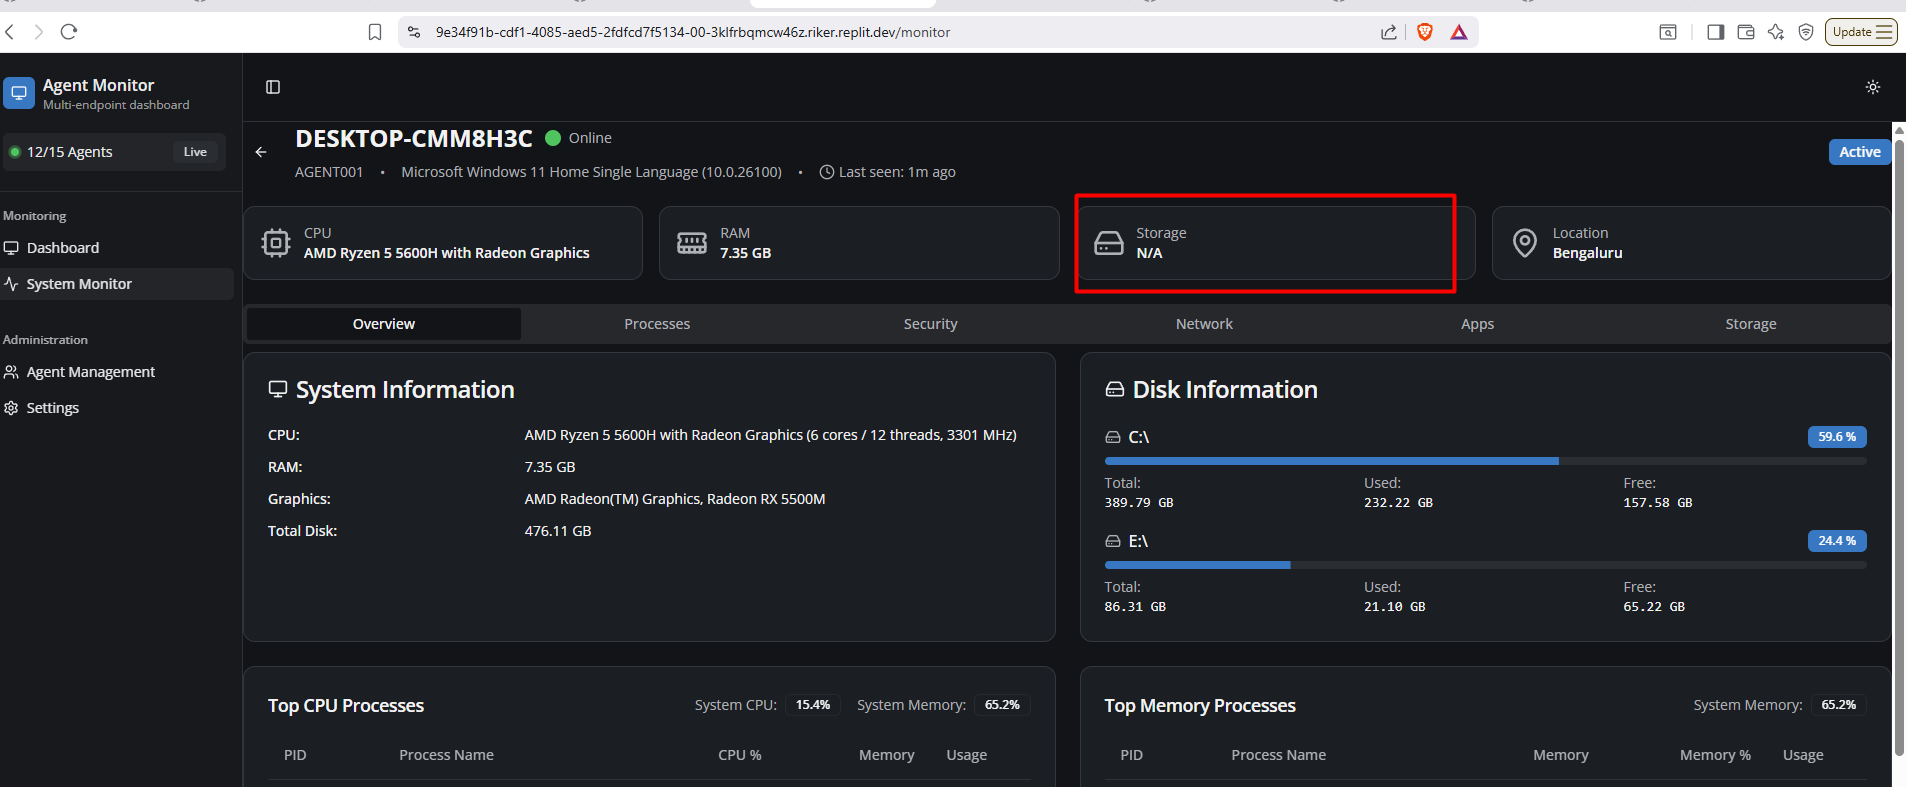 9e34f91b-cdf1-4085-aed5-2fdfcd7f5134-00-3klfrbqmcw46z.riker.replit.dev/monitor
Update
Agent Monitor
Multi-endpoint dashboard
12/15 Agents
Live
Monitoring
Dashboard
System Monitor
Administration
Agent Management
Settings
DESKTOP-CMM8H3C
Online
AGENT001 • Microsoft Windows 11 Home Single Language (10.0.26100) • Last seen: 1m ago
Active
CPU
AMD Ryzen 5 5600H with Radeon Graphics
RAM
7.35 GB
Storage
N/A
Location
Bengaluru
Overview
Processes
Security
Network
Apps
Storage
System Information
CPU: AMD Ryzen 5 5600H with Radeon Graphics (6 cores / 12 threads, 3301 MHz)
RAM: 7.35 GB
Graphics: AMD Radeon(TM) Graphics, Radeon RX 5500M
Total Disk: 476.11 GB
Disk Information
C:\ 59.6 %
Total: Used: Free:
389.79 GB 232.22 GB 157.58 GB
E:\ 24.4 %
Total: Used: Free:
86.31 GB 21.10 GB 65.22 GB
Top CPU Processes System CPU: 15.4% System Memory: 65.2%
PID Process Name CPU % Memory Usage
Top Memory Processes System Memory: 65.2%
PID Process Name Memory Memory % Usage